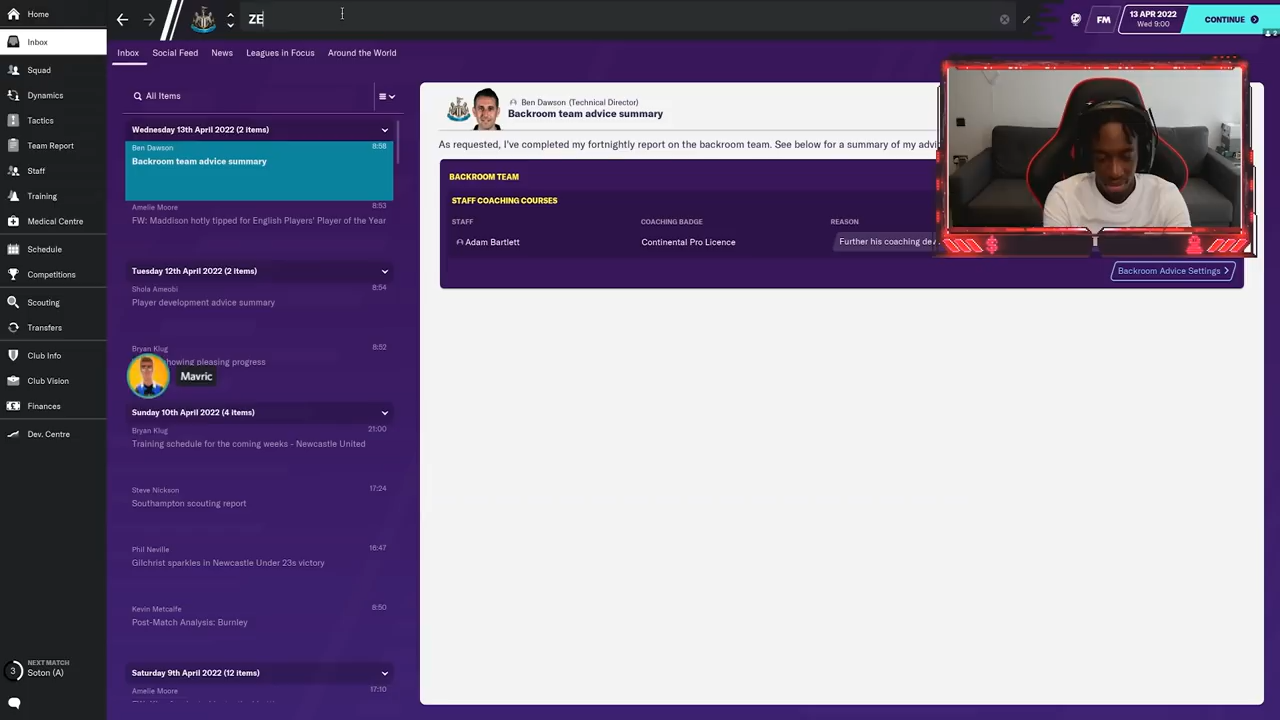 Home
ZE
FM
13 APR 2022
Wed 9:00
CONTINUE
2
Inbox
Inbox
Social Feed
News
Leagues in Focus
Around the World
Squad
Dynamics
Tactics
Team Report
Staff
Training
Medical Centre
Schedule
Competitions
Scouting
Transfers
Club Info
Club Vision
Finances
Dev. Centre
NEXT MATCH
3
Soton (A)
All Items
Wednesday 13th April 2022 (2 items)
Ben Dawson 8:58
Backroom team advice summary
Amelie Moore 8:53
FW: Maddison hotly tipped for English Players' Player of the Year
Tuesday 12th April 2022 (2 items)
Shola Ameobi 8:54
Player development advice summary
Bryan Klug 8:52
howing pleasing progress
Mavric
Sunday 10th April 2022 (4 items)
Bryan Klug 21:00
Training schedule for the coming weeks - Newcastle United
Steve Nickson 17:24
Southampton scouting report
Phil Neville 16:47
Gilchrist sparkles in Newcastle Under 23s victory
Kevin Metcalfe 8:50
Post-Match Analysis: Burnley
Saturday 9th April 2022 (12 items)
Amelie Moore 17:10
Ben Dawson (Technical Director)
Backroom team advice summary
As requested, I've completed my fortnightly report on the backroom team. See below for a summary of my advi
BACKROOM TEAM
STAFF COACHING COURSES
STAFF COACHING BADGE REASON
Adam Bartlett Continental Pro Licence Further his coaching de
Backroom Advice Settings